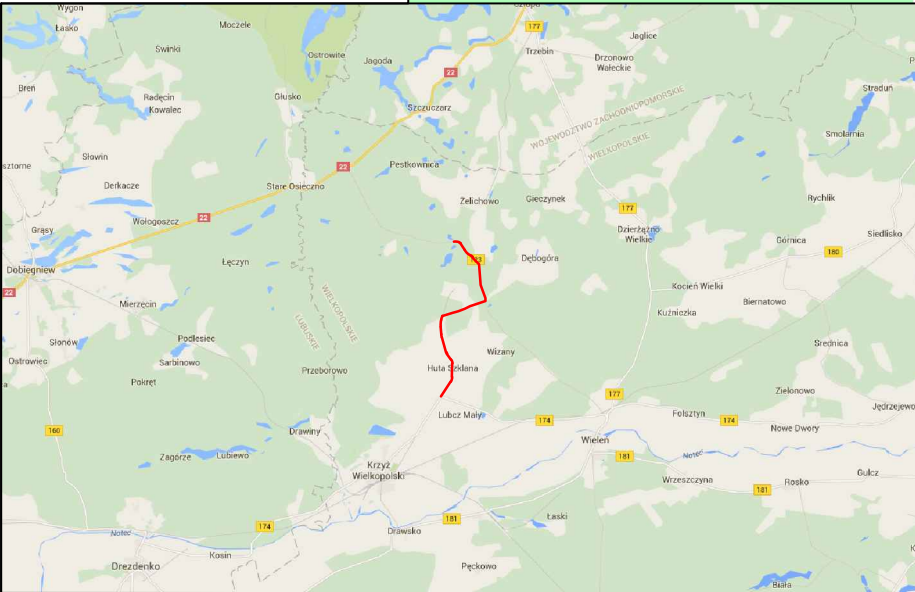 Wygon
Moczele
177
Łasko
Jaglice
Swinki
Trzebin
Drzonowo
Wałeckie
Ostrowite
Jagoda
22
Breń
Stradun
Radęcin
Kowalec
Głusko
Szczuczarz
WOJEWÓDZTWO ZACHODNIOPOMORSKIE
WIELKOPOLSKIE
Smolarnia
Słowin
Pestkownica
22
Derkacze
Stare Osieczno
Żelichowo
Gieczynek
Rychlik
Wołogoszcz
22
177
Grąsy
Dzierżążno
Wielkie
Siedlisko
Górnica
180
Łęczyn
Dębogóra
Dobiegniew
22
Kocień Wielki
Mierzęcin
WIELKOPOLSKIE
LUBUSKIE
Biernatowo
Kuźniczka
Słonów
Podlesiec
Średnica
Wizany
Ostrowiec
Sarbinowo
Przeborowo
Huta Szklana
Pokręt
Zielonowo
177
Jędrzejewo
Lubcz Mały
174
Folsztyn
174
Nowe Dwory
160
Drawiny
Wieleń
Zagórze
Lubiewo
181
Noteć
Krzyż
Wielkopolski
Wrzeszczyna
181
Rosko
Gulcz
174
181
Łaski
Noteć
Drawsko
Kosin
Drezdenko
Pęckowo
Biała